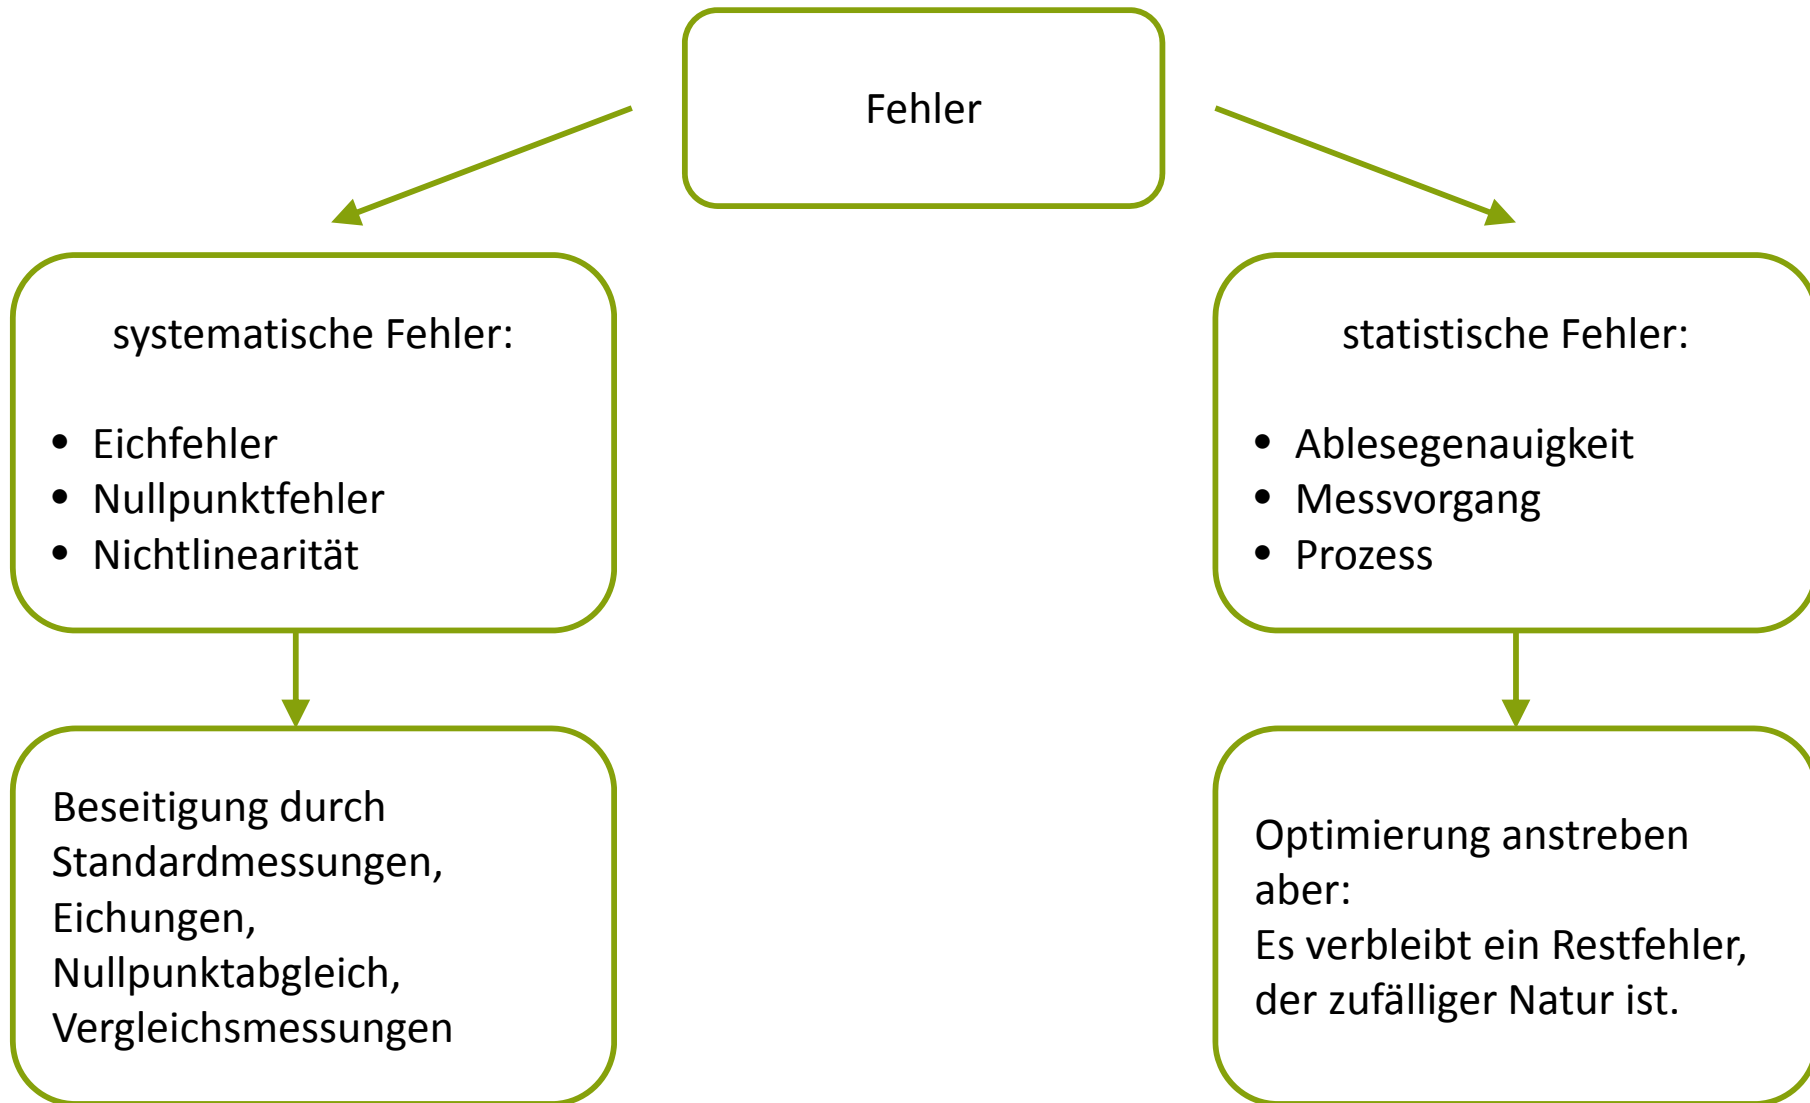 Fehler
systematische Fehler:
• Eichfehler
• Nullpunktfehler
• Nichtlinearität
statistische Fehler:
• Ablesegenauigkeit
• Messvorgang
• Prozess
Beseitigung durch
Standardmessungen,
Eichungen,
Nullpunktabgleich,
Vergleichsmessungen
Optimierung anstreben
aber:
Es verbleibt ein Restfehler,
der zufälliger Natur ist.